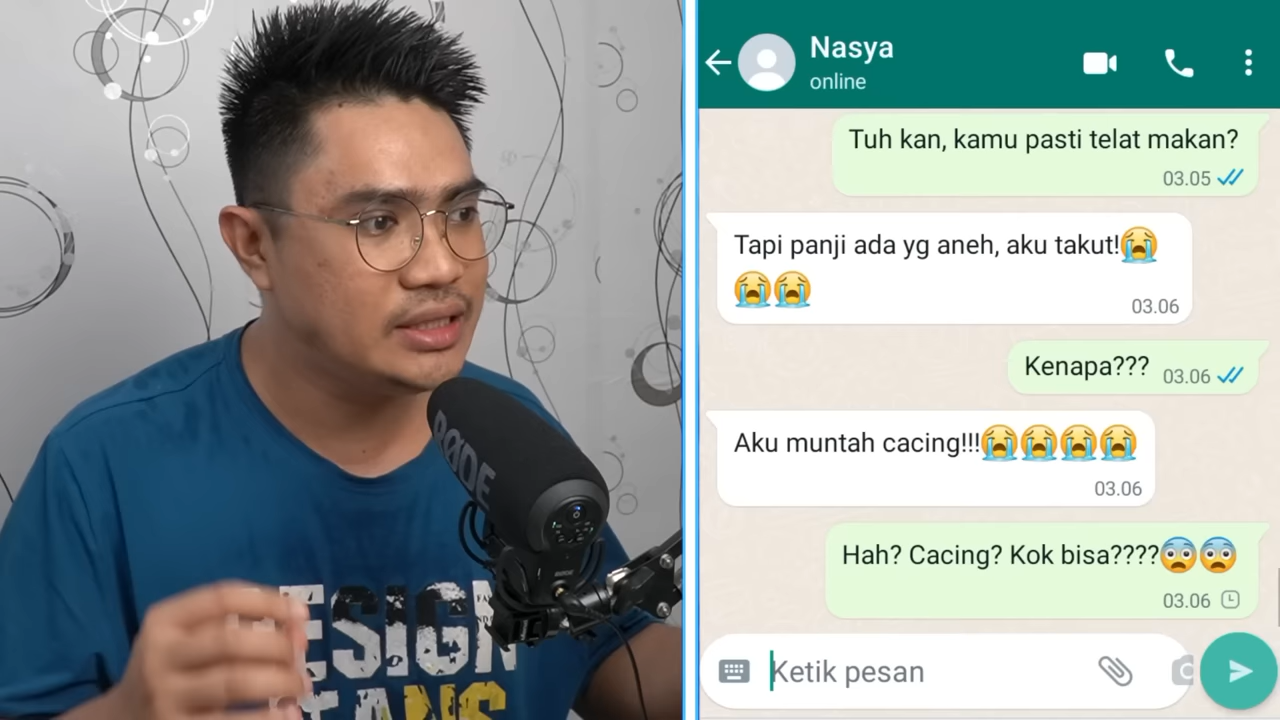 RØDE
DESIGN
JEANS
Nasya
online
Tuh kan, kamu pasti telat makan?
03.05
Tapi panji ada yg aneh, aku takut!😭
😭😭
03.06
Kenapa???
03.06
Aku muntah cacing!!!😭😭😭😭
03.06
Hah? Cacing? Kok bisa????😨😨
03.06
Ketik pesan